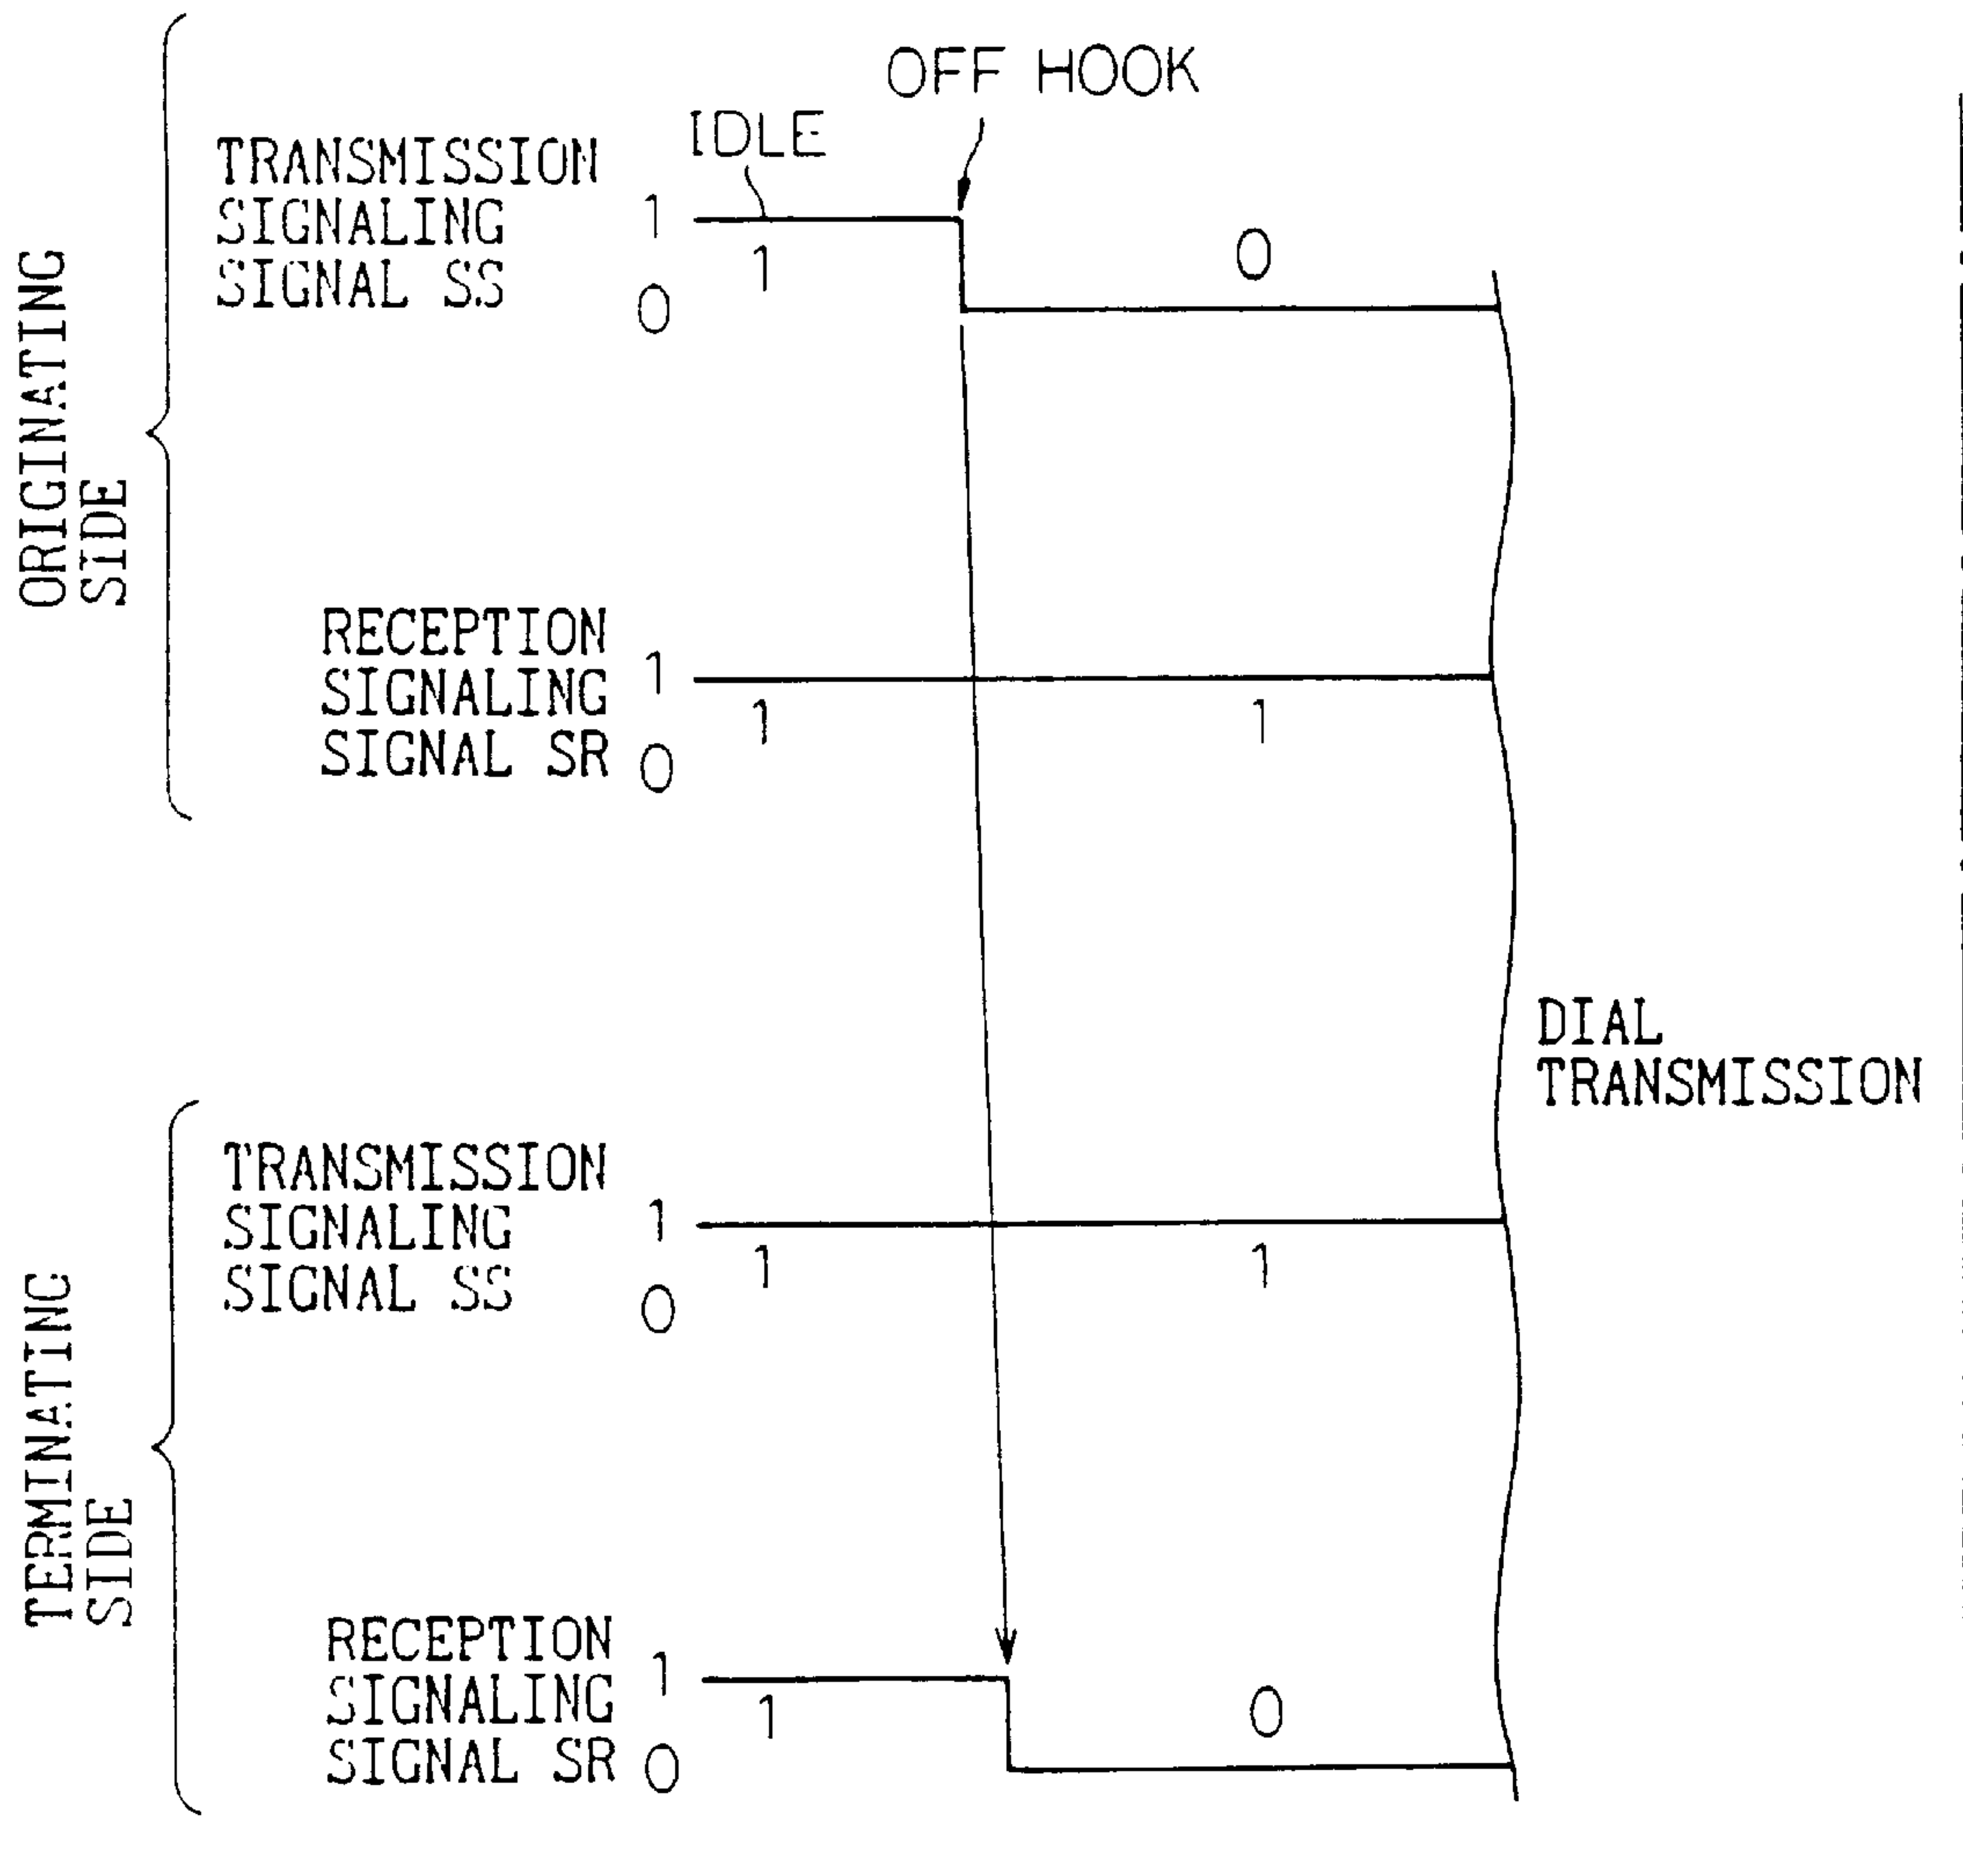 OFF HOOK
IDLE
ORIGINATING
SIDE
TRANSMISSION
SIGNALING
SIGNAL SS
1
0
1
0
RECEPTION
SIGNALING
SIGNAL SR
1
0
1
1
DIAL
TRANSMISSION
TERMINATING
SIDE
TRANSMISSION
SIGNALING
SIGNAL SS
1
0
1
1
RECEPTION
SIGNALING
SIGNAL SR
1
0
1
0